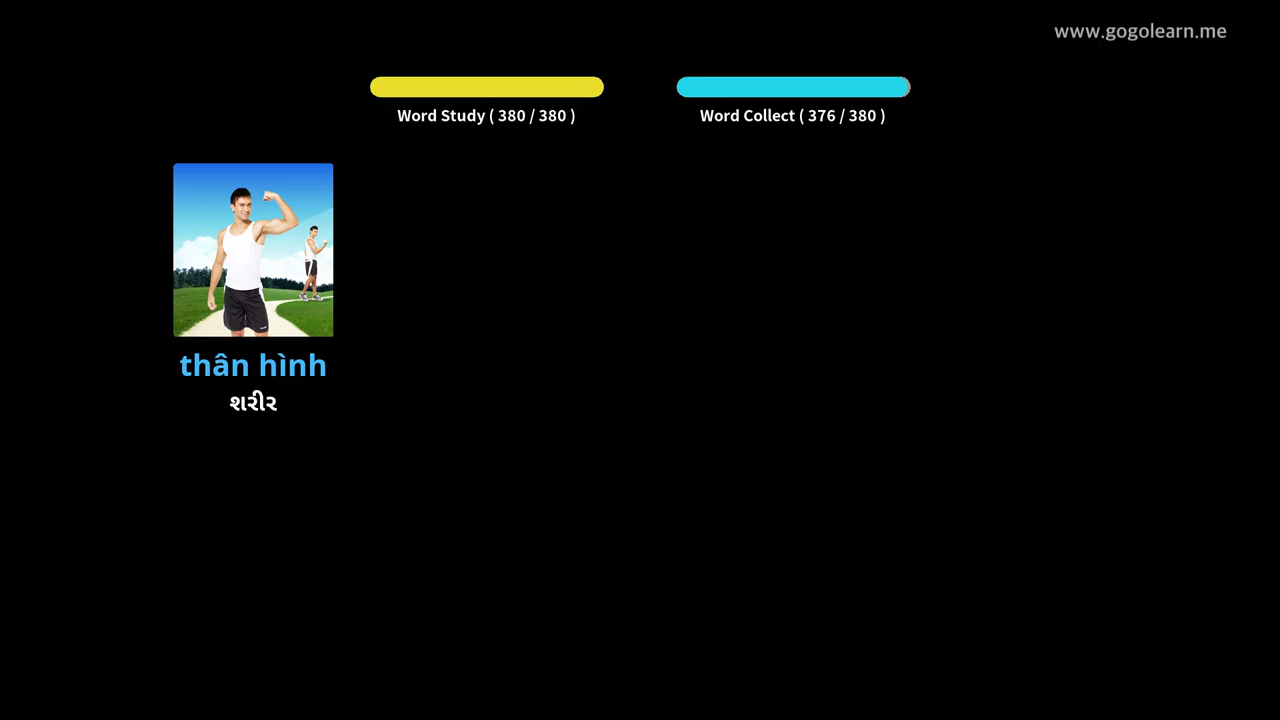 www.gogolearn.me
Word Study ( 380 / 380 )
Word Collect ( 376 / 380 )
thân hình
શરીર